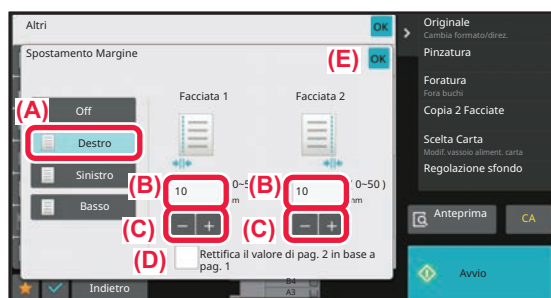 Altri
OK
Spostamento Margine
(E)
OK
(A)
Off
Destro
Sinistro
Basso
Facciata 1
Facciata 2
(B)
10
(B)
10
( 0~50 )
(C)
− +
(C)
− +
(D)
Rettifica il valore di pag. 2 in base a
pag. 1
Indietro
B4
A3
Originale
Cambia formato/direz.
Pinzatura
Foratura
Fora buchi
Copia 2 Facciate
Scelta Carta
Modif. vassoio aliment. carta
Regolazione sfondo
Anteprima
CA
Avvio